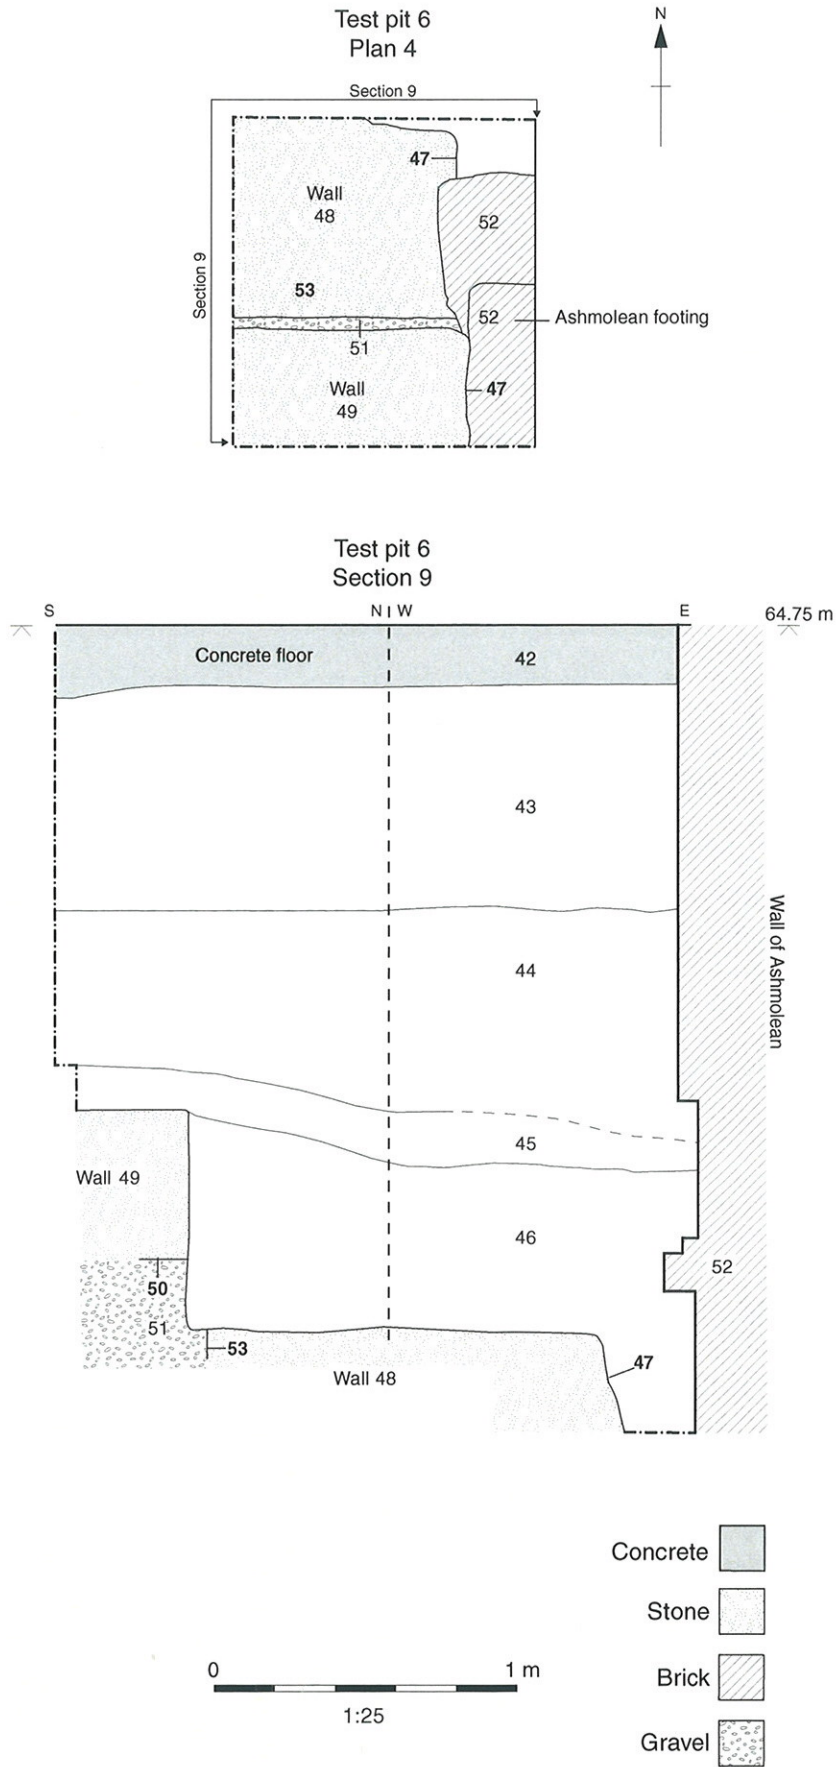 Test pit 6
Plan 4
N
Section 9
Section 9
47
Wall
48
52
53
52
Ashmolean footing
51
Wall
49
47
Test pit 6
Section 9
S
N
W
E
64.75 m
Concrete floor
42
43
44
Wall of Ashmolean
45
Wall 49
46
50
52
51
53
47
Wall 48
Concrete
Stone
0
1 m
Brick
1:25
Gravel